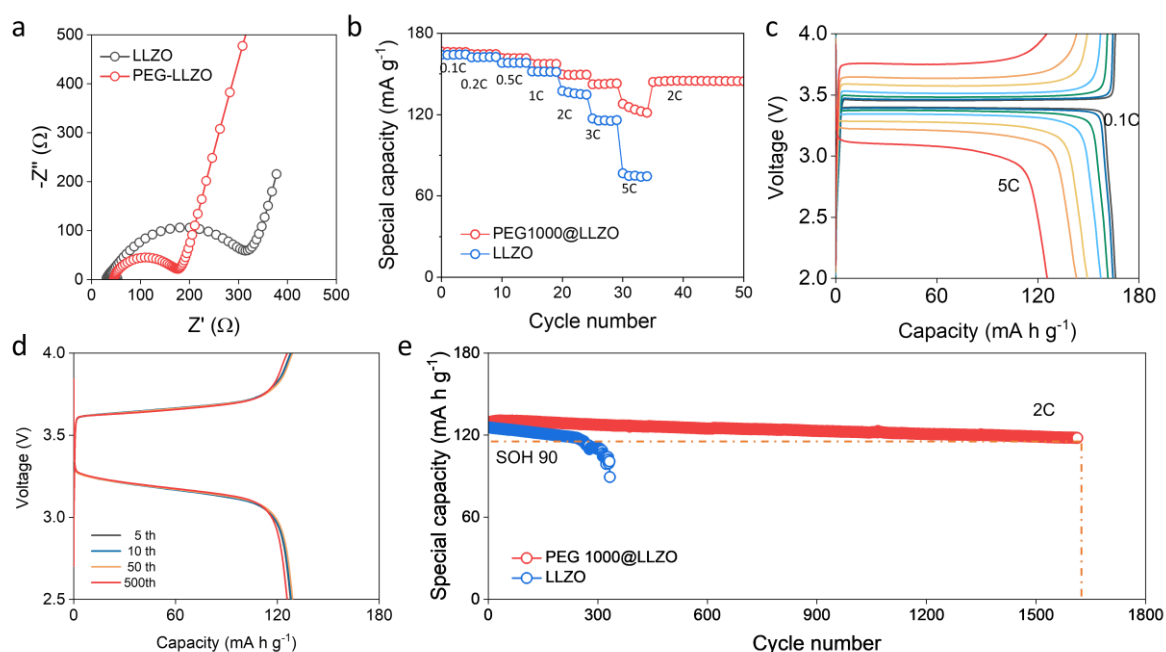 a
LLZO
PEG-LLZO
-Z'' (Ω)
500
400
300
200
100
0
0 100 200 300 400 500
Z' (Ω)
b
Special capacity (mA g⁻¹)
180
120
60
0
0.1C
0.2C
0.5C
1C
2C
3C
5C
2C
PEG1000@LLZO
LLZO
0 10 20 30 40 50
Cycle number
c
Voltage (V)
4.0
3.5
3.0
2.5
2.0
0.1C
5C
0 60 120 180
Capacity (mA h g⁻¹)
d
Voltage (V)
4.0
3.5
3.0
2.5
5 th
10 th
50 th
500th
0 60 120 180
Capacity (mA h g⁻¹)
e
Special capacity (mA h g⁻¹)
180
120
60
0
2C
SOH 90
PEG 1000@LLZO
LLZO
0 300 600 900 1200 1500 1800
Cycle number